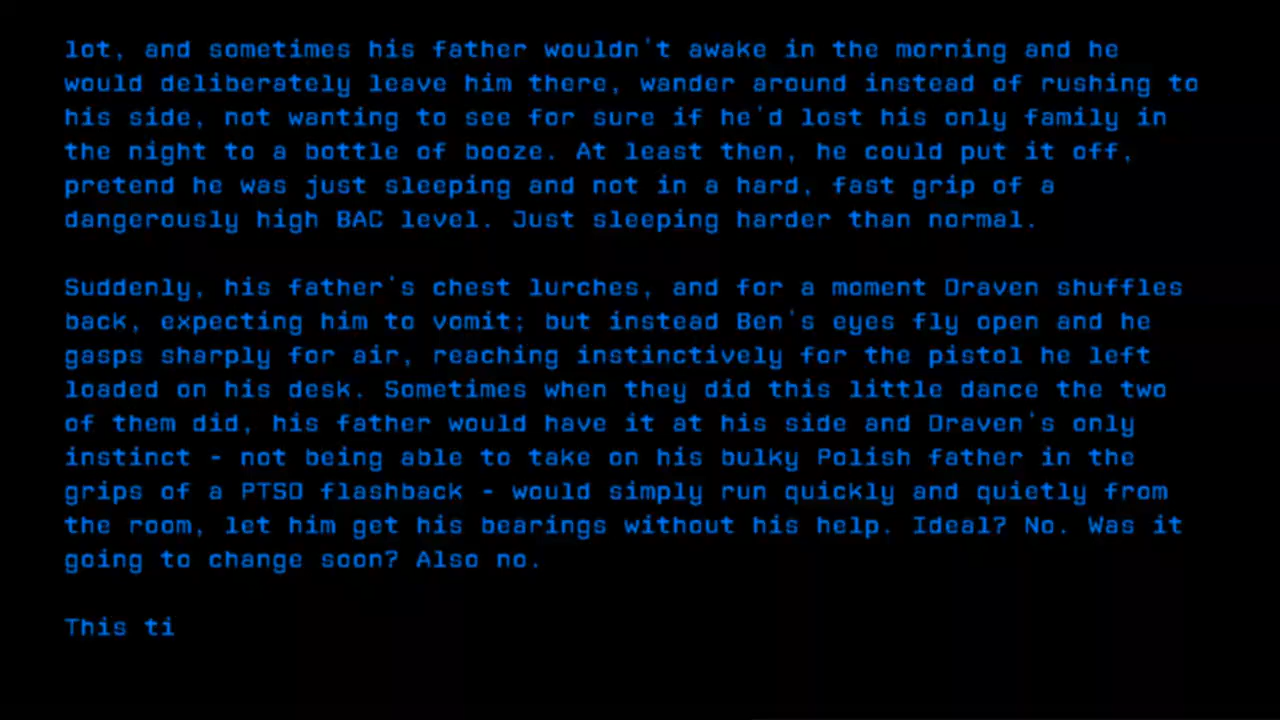 lot, and sometimes his father wouldn't awake in the morning and he
would deliberately leave him there, wander around instead of rushing to
his side, not wanting to see for sure if he'd lost his only family in
the night to a bottle of booze. At least then, he could put it off,
pretend he was just sleeping and not in a hard, fast grip of a
dangerously high BAC level. Just sleeping harder than normal.
Suddenly, his father's chest lurches, and for a moment Draven shuffles
back, expecting him to vomit; but instead Ben's eyes fly open and he
gasps sharply for air, reaching instinctively for the pistol he left
loaded on his desk. Sometimes when they did this little dance the two
of them did, his father would have it at his side and Draven's only
instinct - not being able to take on his bulky Polish father in the
grips of a PTSD flashback - would simply run quickly and quietly from
the room, let him get his bearings without his help. Ideal? No. Was it
going to change soon? Also no.
This ti